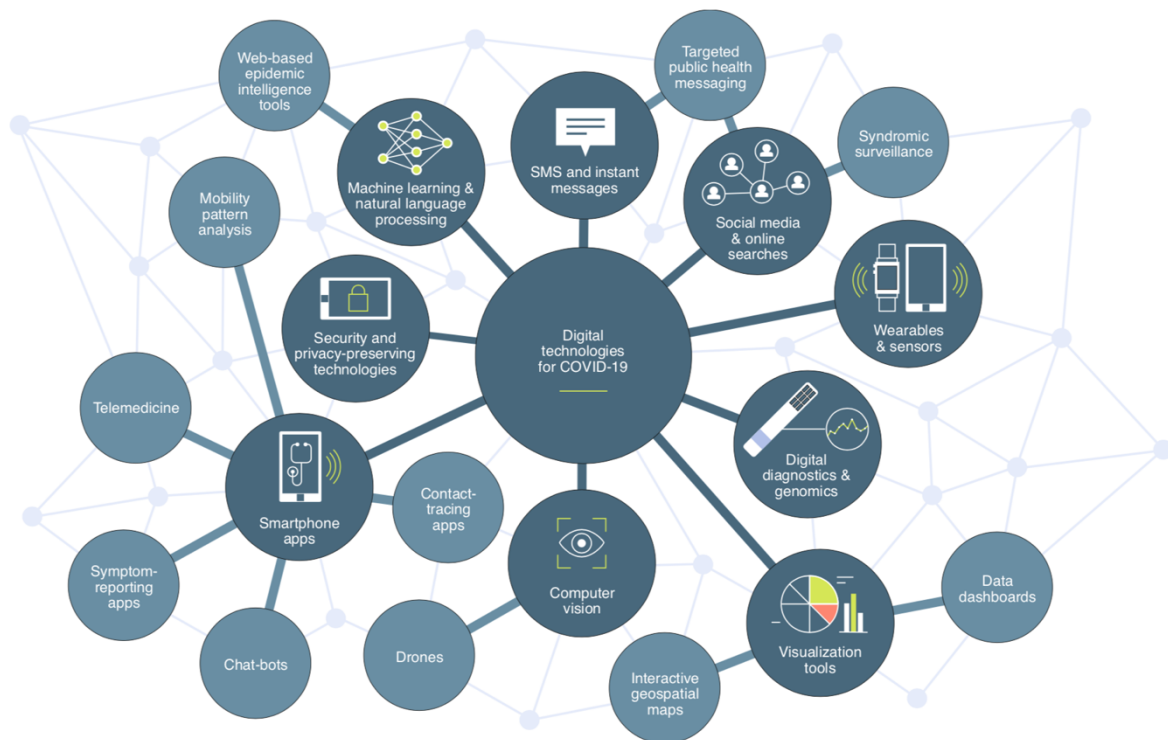 Web-based
epidemic
intelligence
tools
Targeted
public health
messaging
Syndromic
surveillance
Mobility
pattern
analysis
Machine learning &
natural language
processing
SMS and instant
messages
Social media
& online
searches
Security and
privacy-preserving
technologies
Digital
technologies
for COVID-19
Wearables
& sensors
Telemedicine
Smartphone
apps
Contact-
tracing
apps
Digital
diagnostics &
genomics
Symptom-
reporting
apps
Computer
vision
Data
dashboards
Chat-bots
Drones
Interactive
geospatial
maps
Visualization
tools